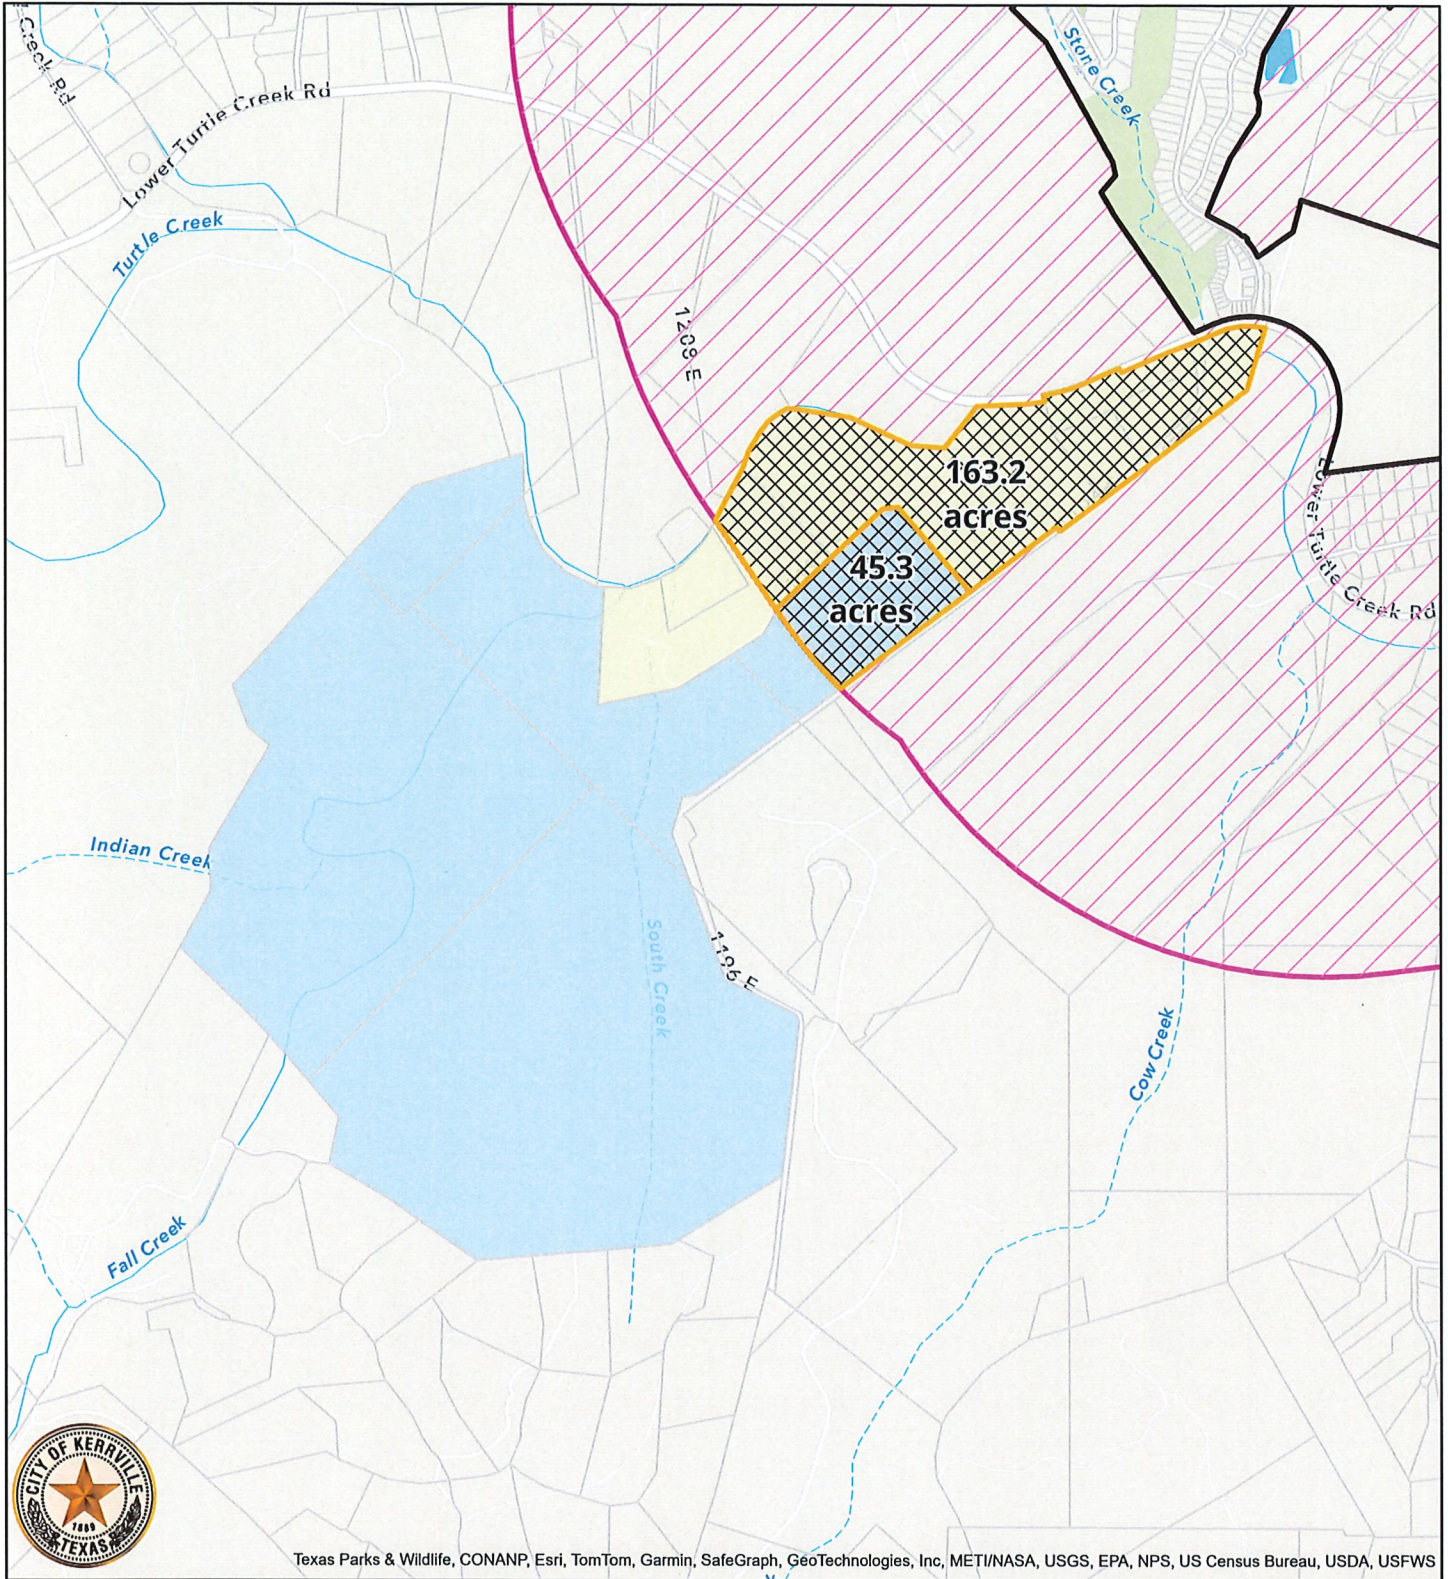 Creek Rd
Lower Turtle Creek Rd
Turtle Creek
Stone Creek
1208 E
163.2
acres
45.3
acres
Lower Turtle Creek Rd
Indian Creek
South Creek
1196 E
Cow Creek
Fall Creek
CITY OF KERRVILLE
1889
TEXAS
Texas Parks & Wildlife, CONANP, Esri, TomTom, Garmin, SafeGraph, GeoTechnologies, Inc, METI/NASA, USGS, EPA, NPS, US Census Bureau, USDA, USFWS